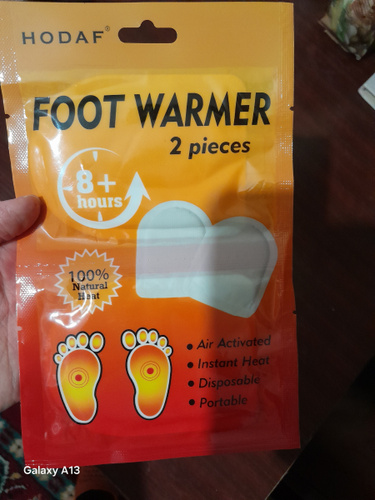 HODAF®
FOOT WARMER
2 pieces
8+
hours
100%
Natural
Heat
• Air Activated
• Instant Heat
• Disposable
• Portable
Galaxy A13